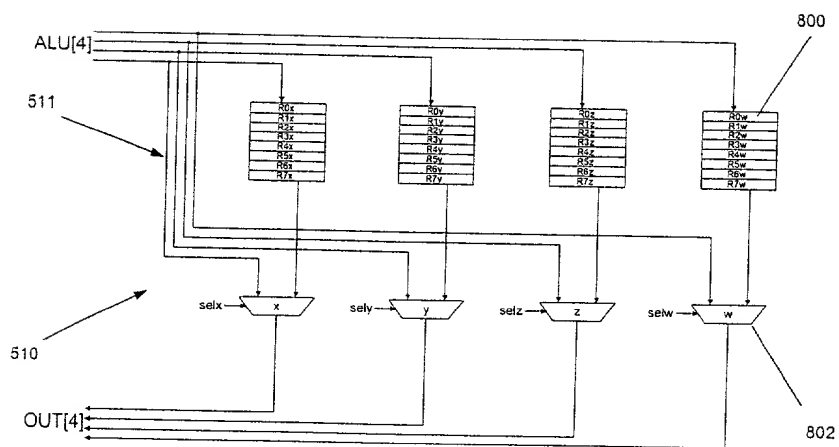 800
ALU[4]
511
R0x
R1x
R2x
R3x
R4x
R5x
R6x
R7x
R0y
R1y
R2y
R3y
R4y
R5y
R6y
R7y
R0z
R1z
R2z
R3z
R4z
R5z
R6z
R7z
R0w
R1w
R2w
R3w
R4w
R5w
R6w
R7w
selx
x
sely
y
selz
z
selw
w
510
OUT[4]
802